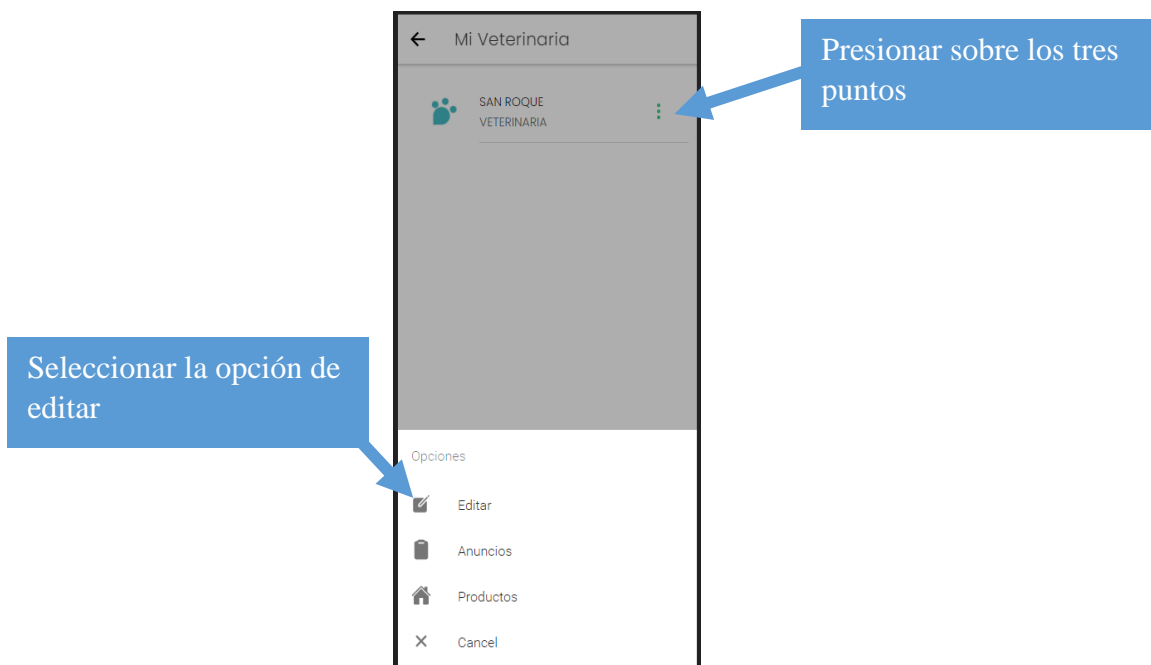 Mi Veterinaria
Presionar sobre los tres
puntos
SAN ROQUE
VETERINARIA
Seleccionar la opción de
editar
Opciones
Editar
Anuncios
Productos
Cancel